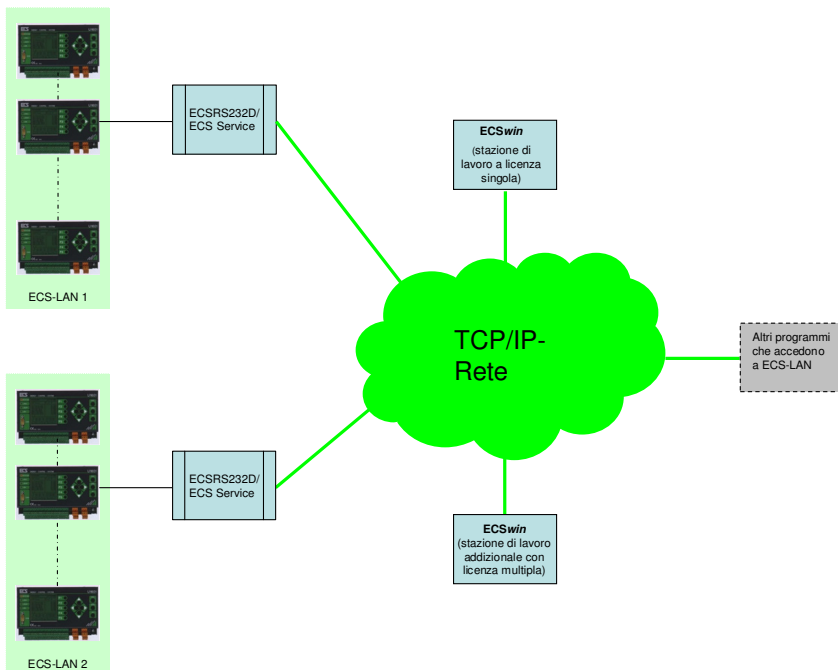 ECSRS232D/
ECS Service
ECSwin
(stazione di
lavoro a licenza
singola)
ECS-LAN 1
TCP/IP-
Rete
Altri programmi
che accedono
a ECS-LAN
ECSRS232D/
ECS Service
ECSwin
(stazione di lavoro
addizionale con
licenza multipla)
ECS-LAN 2